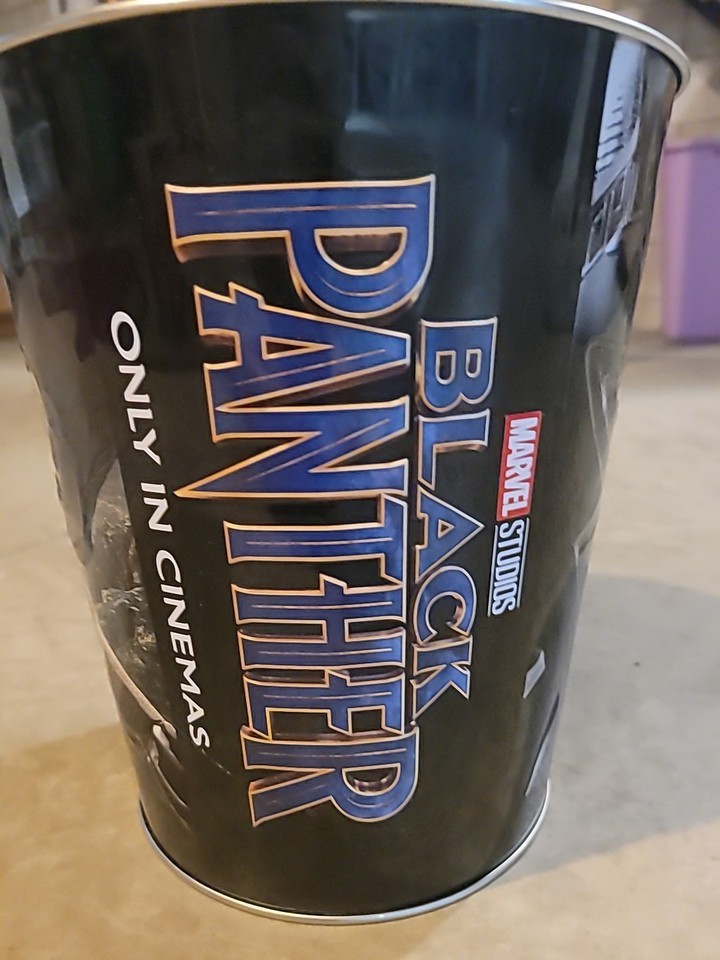 MARVEL STUDIOS
BLACK
PANTHER
ONLY IN CINEMAS